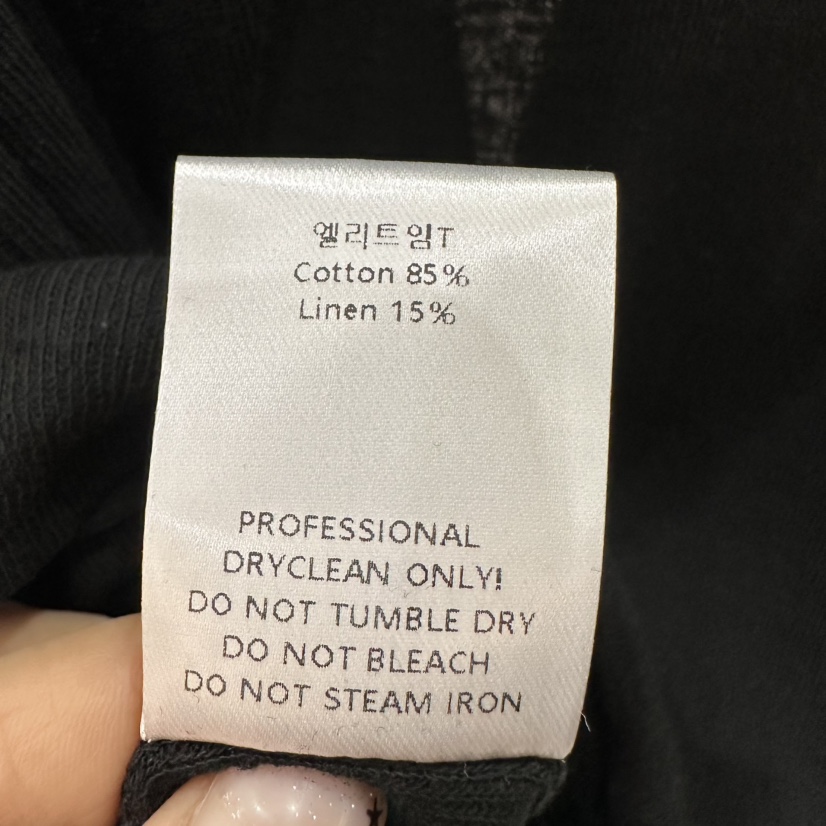 엘리트임T
Cotton 85%
Linen 15%
PROFESSIONAL
DRYCLEAN ONLY!
DO NOT TUMBLE DRY
DO NOT BLEACH
DO NOT STEAM IRON